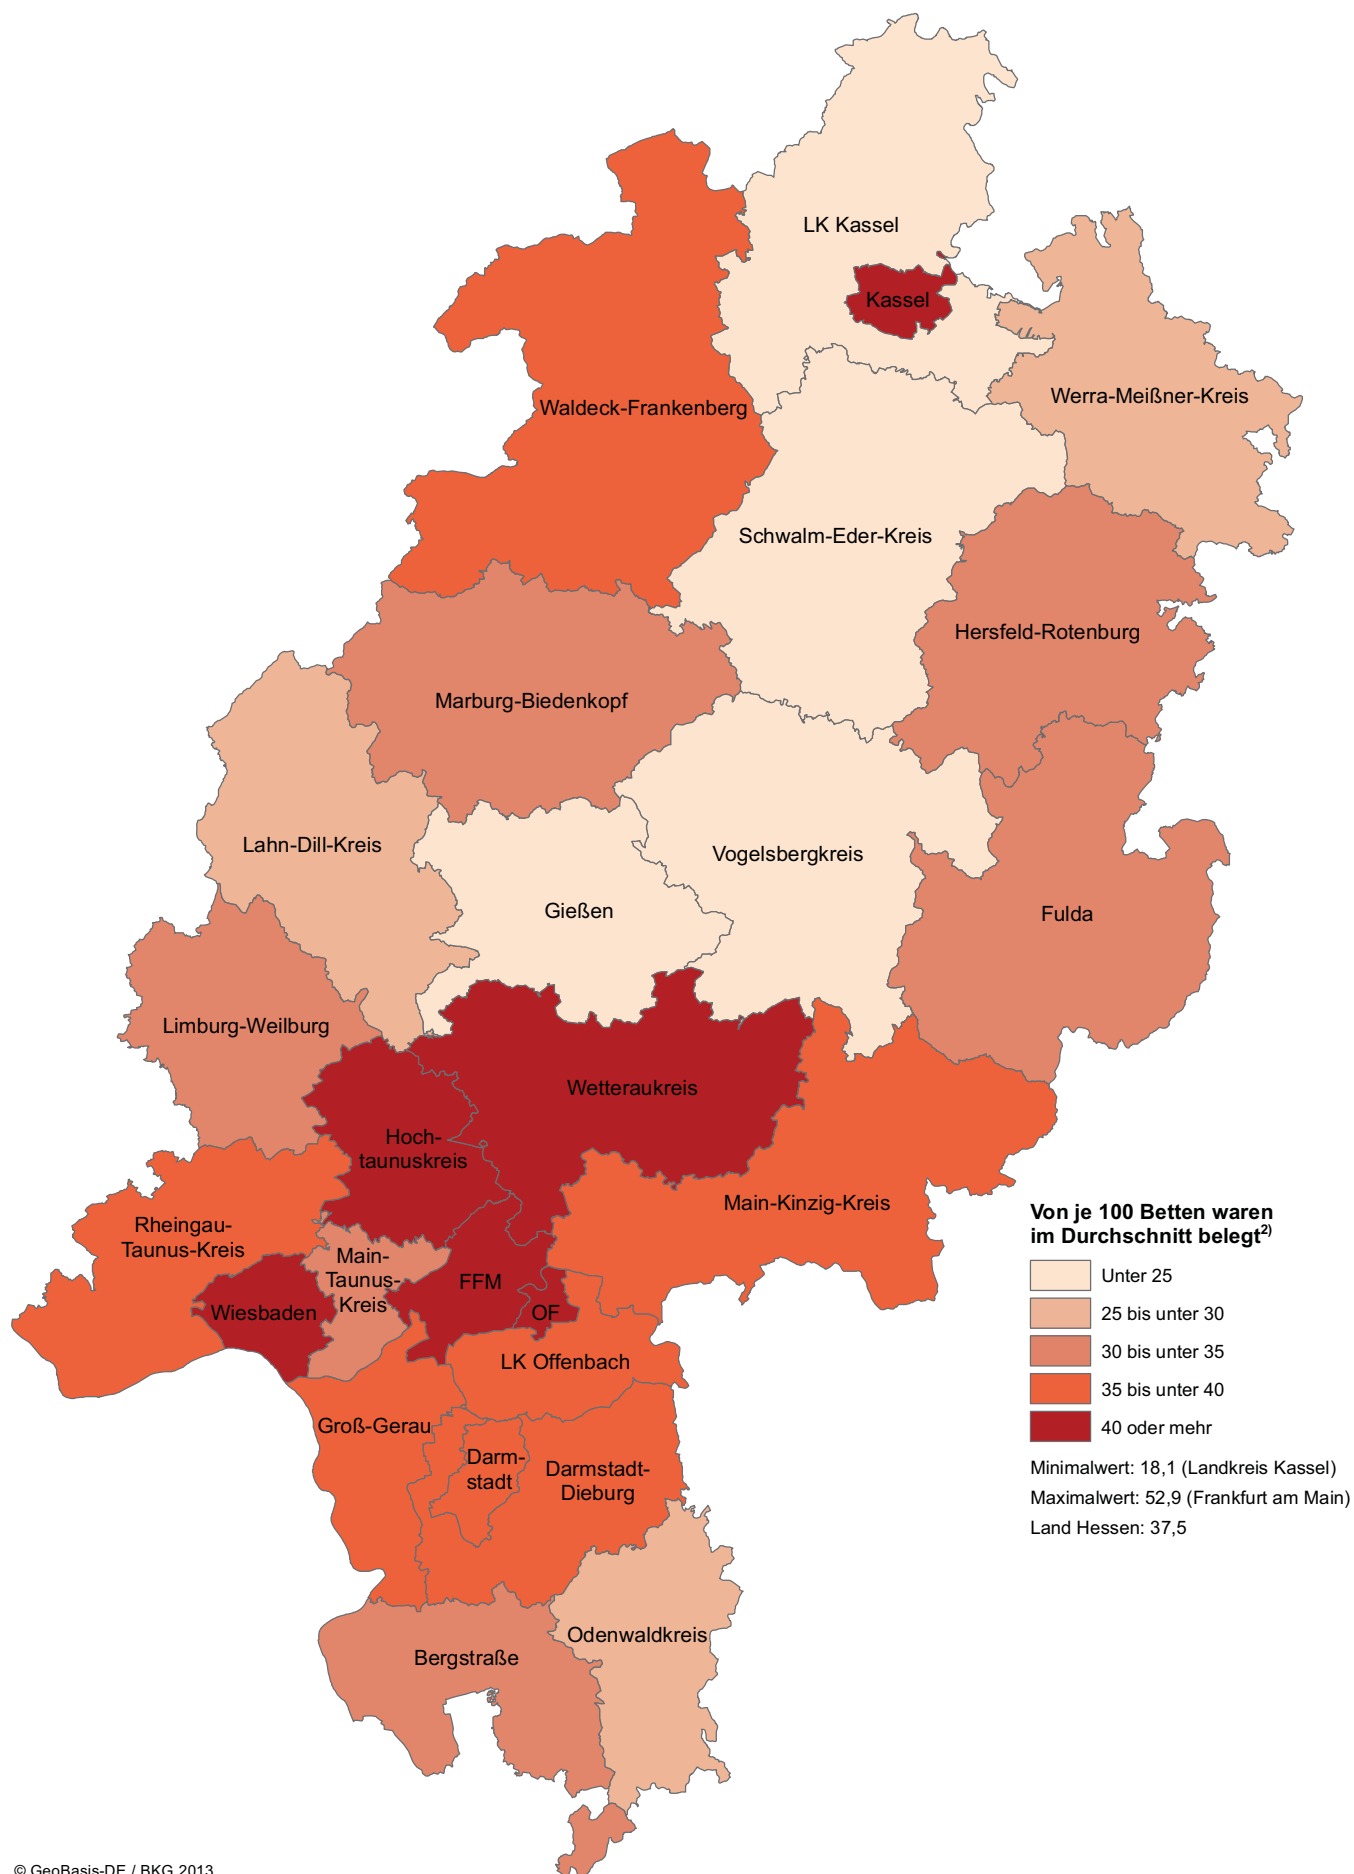 LK Kassel
Kassel
Werra-Meißner-Kreis
Waldeck-Frankenberg
Schwalm-Eder-Kreis
Hersfeld-Rotenburg
Marburg-Biedenkopf
Lahn-Dill-Kreis
Vogelsbergkreis
Gießen
Fulda
Limburg-Weilburg
Wetteraukreis
Hoch-
taunuskreis
Main-Kinzig-Kreis
Rheingau-
Taunus-Kreis
Main-
Taunus-
Kreis
FFM
Wiesbaden
OF
LK Offenbach
Groß-Gerau
Darm-
stadt
Darmstadt-
Dieburg
Odenwaldkreis
Bergstraße
Von je 100 Betten waren
im Durchschnitt belegt2)
Unter 25
25 bis unter 30
30 bis unter 35
35 bis unter 40
40 oder mehr
Minimalwert: 18,1 (Landkreis Kassel)
Maximalwert: 52,9 (Frankfurt am Main)
Land Hessen: 37,5
© GeoBasis-DE / BKG 2013